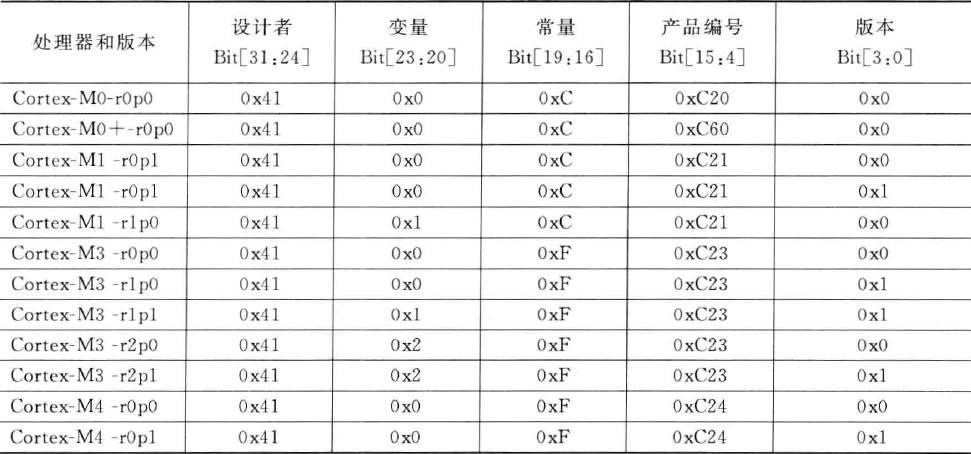 处理器和版本 设计者 Bit[31:24] 变量 Bit[23:20] 常量 Bit[19:16] 产品编号 Bit[15:4] 版本 Bit[3:0]
Cortex-M0-r0p0 0x41 0x0 0xC 0xC20 0x0
Cortex-M0+-r0p0 0x41 0x0 0xC 0xC60 0x0
Cortex-M1 -r0p1 0x41 0x0 0xC 0xC21 0x0
Cortex-M1 -r0p1 0x41 0x0 0xC 0xC21 0x1
Cortex-M1 -r1p0 0x41 0x1 0xC 0xC21 0x0
Cortex-M3 -r0p0 0x41 0x0 0xF 0xC23 0x0
Cortex-M3 -r1p0 0x41 0x0 0xF 0xC23 0x1
Cortex-M3 -r1p1 0x41 0x1 0xF 0xC23 0x1
Cortex-M3 -r2p0 0x41 0x2 0xF 0xC23 0x0
Cortex-M3 -r2p1 0x41 0x2 0xF 0xC23 0x1
Cortex-M4 -r0p0 0x41 0x0 0xF 0xC24 0x0
Cortex-M4 -r0p1 0x41 0x0 0xF 0xC24 0x1